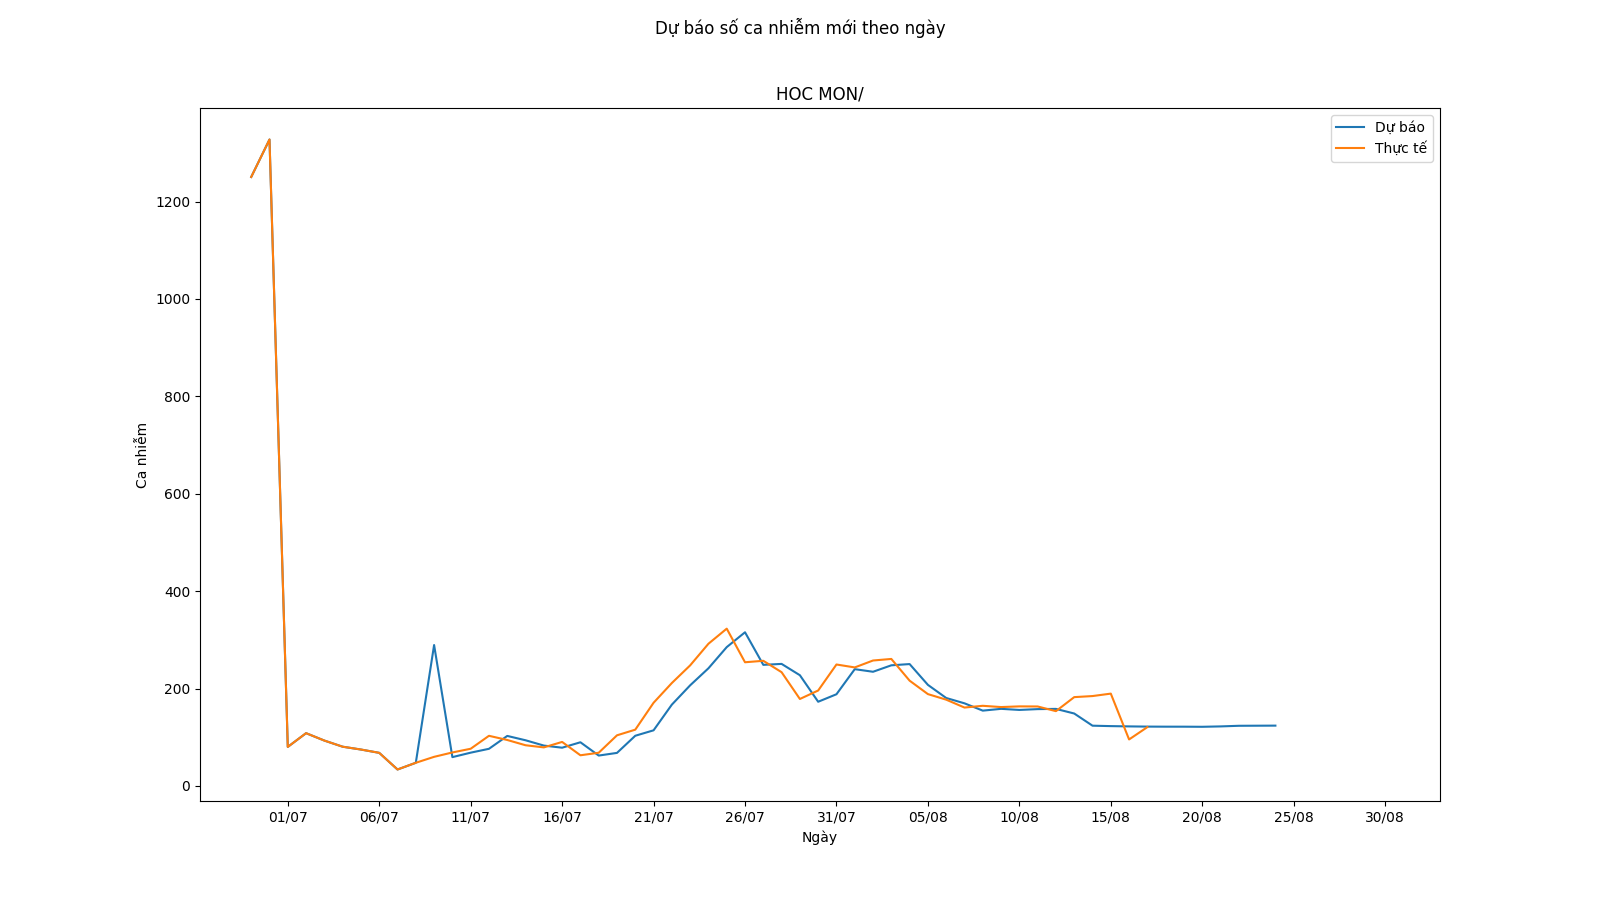 Dự báo số ca nhiễm mới theo ngày
HOC MON/
Dự báo
Thực tế
1200
1000
800
600
400
200
0
Ca nhiễm
01/07 06/07 11/07 16/07 21/07 26/07 31/07 05/08 10/08 15/08 20/08 25/08 30/08
Ngày